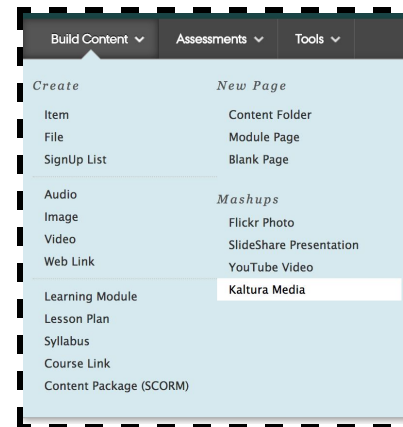 Build Content Assessments Tools
Create
Item
File
SignUp List
Audio
Image
Video
Web Link
Learning Module
Lesson Plan
Syllabus
Course Link
Content Package (SCORM)
New Page
Content Folder
Module Page
Blank Page
Mashups
Flickr Photo
SlideShare Presentation
YouTube Video
Kaltura Media